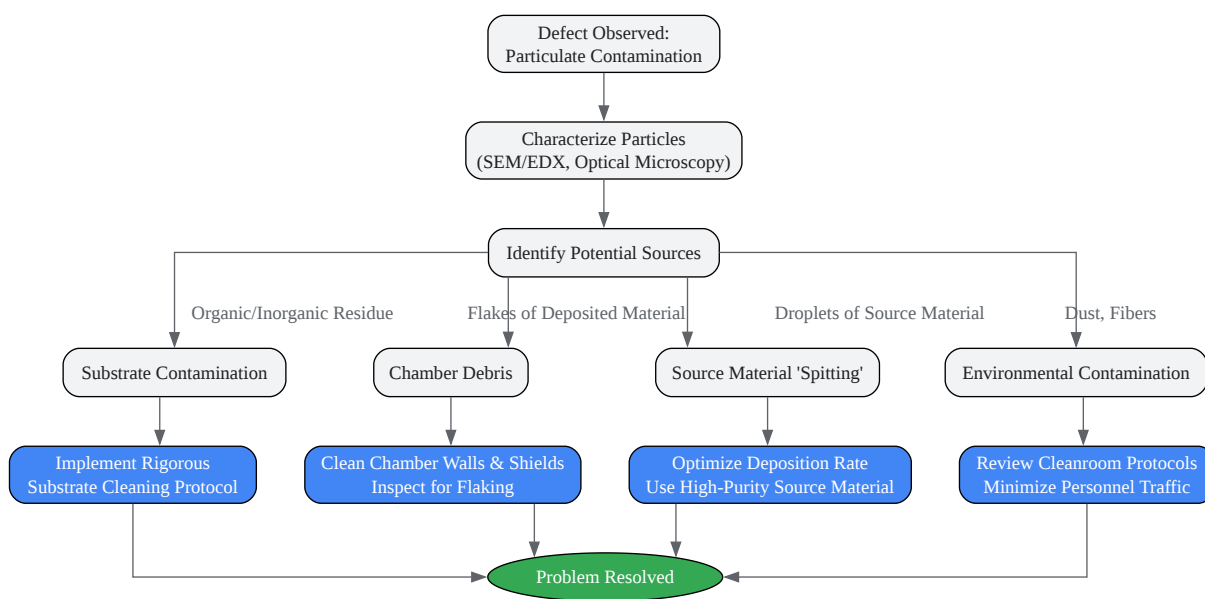 Defect Observed:
Particulate Contamination
Characterize Particles
(SEM/EDX, Optical Microscopy)
Identify Potential Sources
Organic/Inorganic Residue
Flakes of Deposited Material
Droplets of Source Material
Dust, Fibers
Substrate Contamination
Chamber Debris
Source Material 'Spitting'
Environmental Contamination
Implement Rigorous
Substrate Cleaning Protocol
Clean Chamber Walls & Shields
Inspect for Flaking
Optimize Deposition Rate
Use High-Purity Source Material
Review Cleanroom Protocols
Minimize Personnel Traffic
Problem Resolved